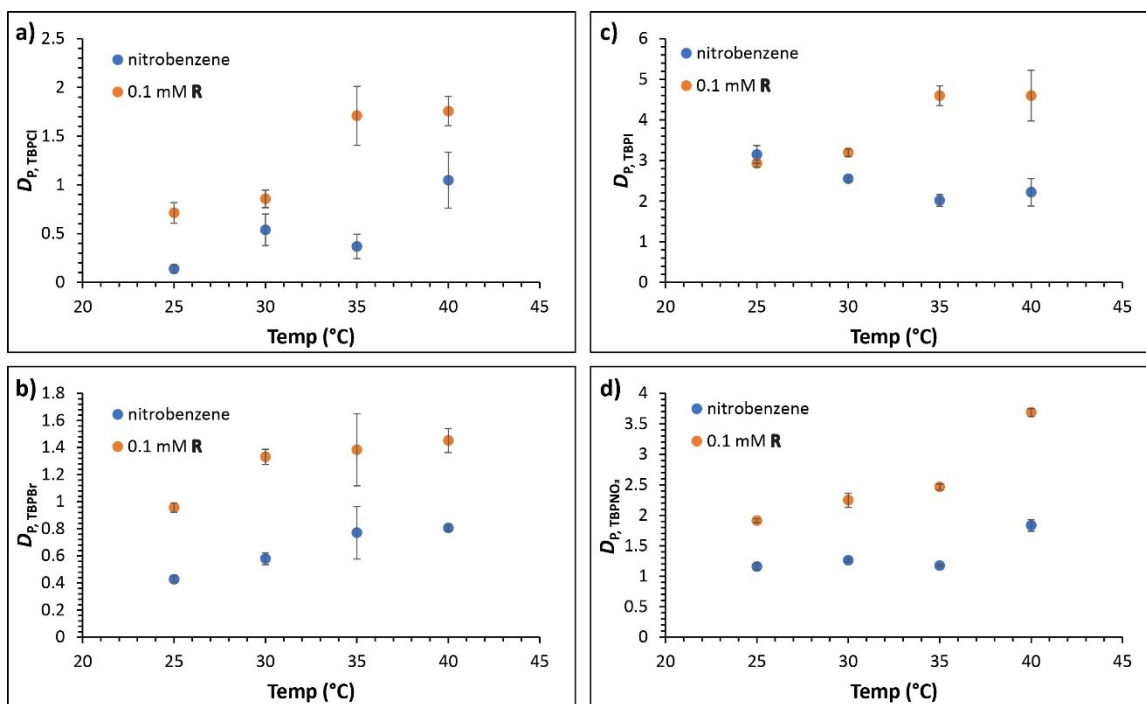 a)
D_P, TBPCl
2.5
2
1.5
1
0.5
0
nitrobenzene
0.1 mM R
20 25 30 35 40 45
Temp (°C)
b)
D_P, TBPBr
1.8
1.6
1.4
1.2
1
0.8
0.6
0.4
0.2
0
nitrobenzene
0.1 mM R
20 25 30 35 40 45
Temp (°C)
c)
D_P, TBPI
6
5
4
3
2
1
0
nitrobenzene
0.1 mM R
20 25 30 35 40 45
Temp (°C)
d)
D_P, TBPNO₃
4
3.5
3
2.5
2
1.5
1
0.5
0
nitrobenzene
0.1 mM R
20 25 30 35 40 45
Temp (°C)